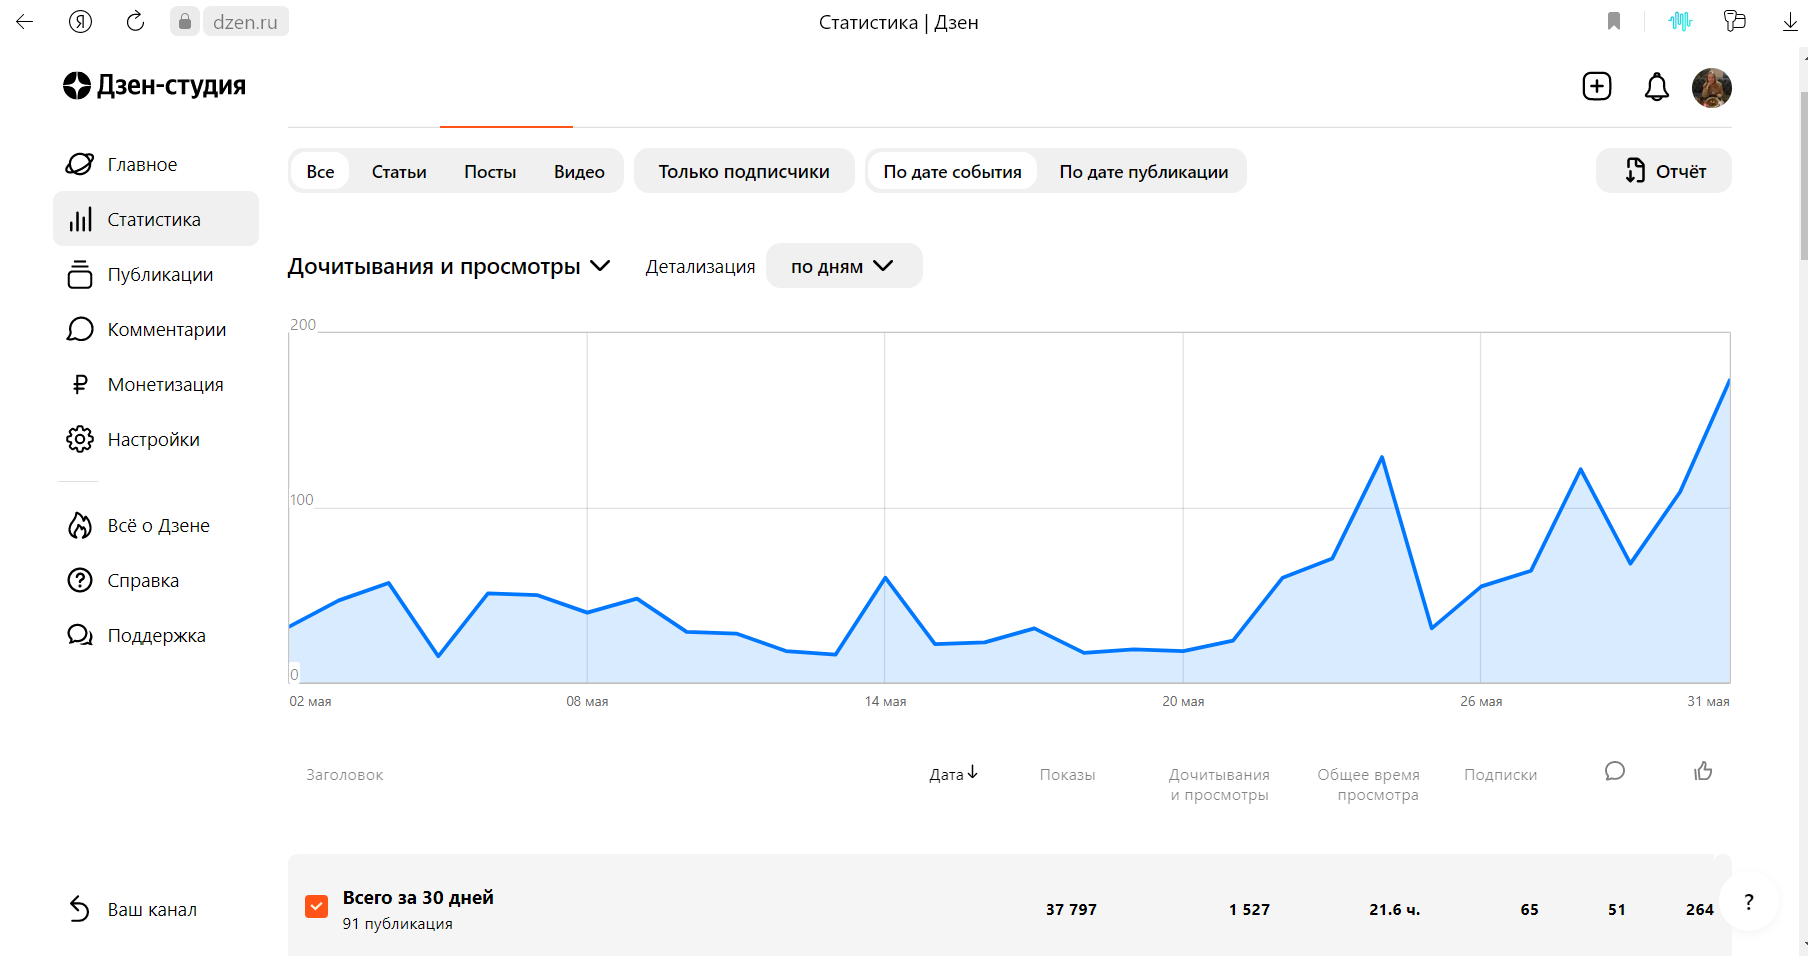 Я
dzen.ru
Статистика | Дзен
Дзен-студия
Главное
Статистика
Публикации
Комментарии
₽ Монетизация
Настройки
Всё о Дзене
? Справка
Поддержка
Ваш канал
Все Статьи Посты Видео Только подписчики По дате события По дате публикации Отчёт
Дочитывания и просмотры Детализация по дням
200
100
0
02 мая 08 мая 14 мая 20 мая 26 мая 31 мая
Заголовок Дата Показы Дочитывания и просмотры Общее время просмотра Подписки
Всего за 30 дней 37 797 1 527 21.6 ч. 65 51 264
91 публикация
?